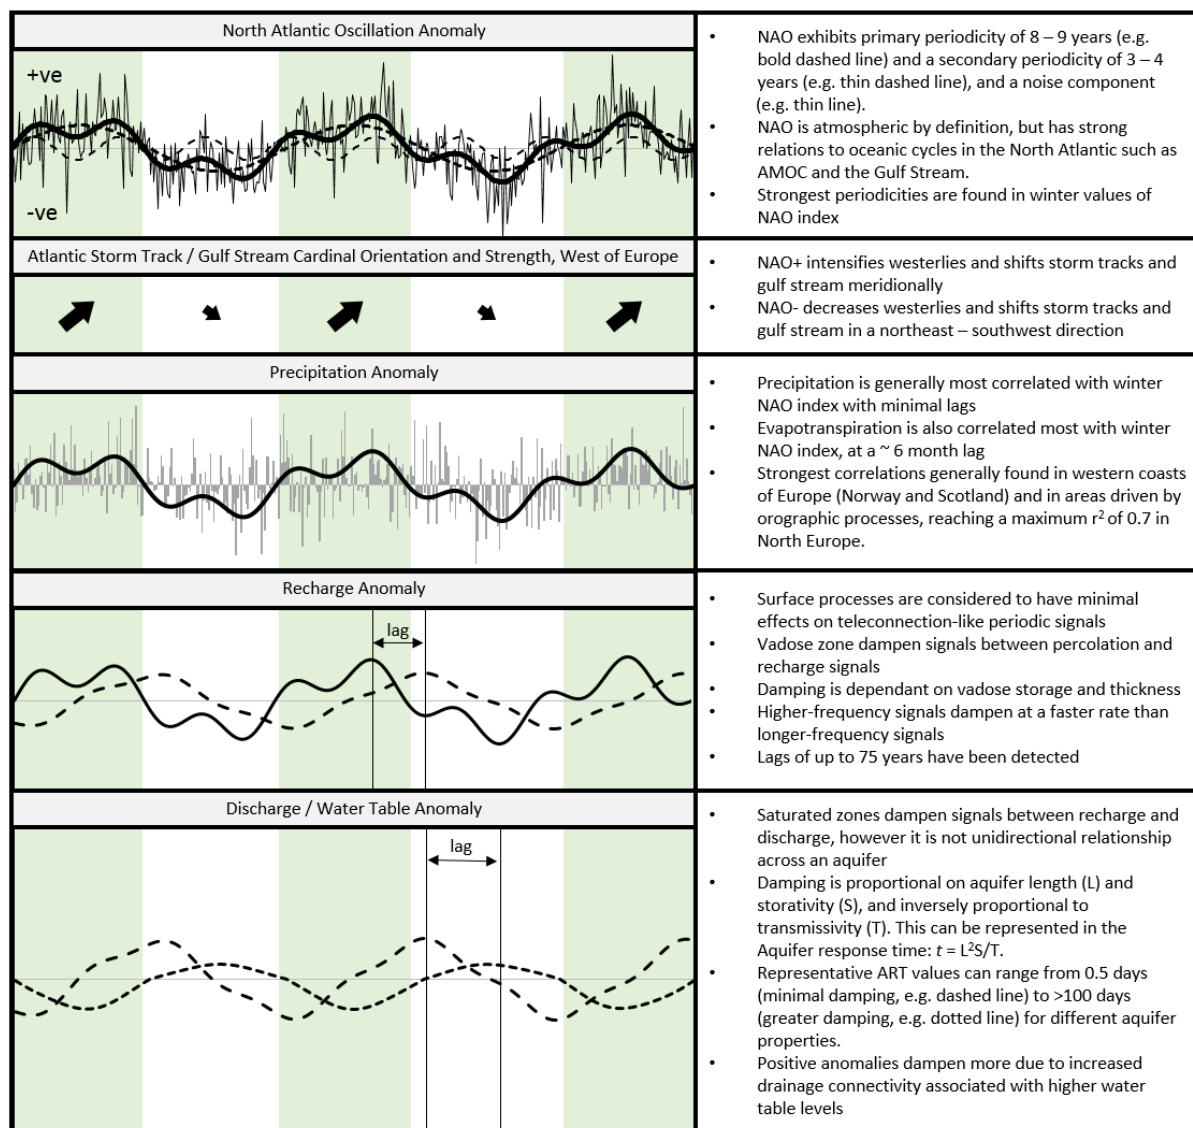 North Atlantic Oscillation Anomaly
+ve
-ve
• NAO exhibits primary periodicity of 8 – 9 years (e.g.
bold dashed line) and a secondary periodicity of 3 – 4
years (e.g. thin dashed line), and a noise component
(e.g. thin line).
• NAO is atmospheric by definition, but has strong
relations to oceanic cycles in the North Atlantic such as
AMOC and the Gulf Stream.
• Strongest periodicities are found in winter values of
NAO index
Atlantic Storm Track / Gulf Stream Cardinal Orientation and Strength, West of Europe
• NAO+ intensifies westerlies and shifts storm tracks and
gulf stream meridionally
• NAO- decreases westerlies and shifts storm tracks and
gulf stream in a northeast – southwest direction
Precipitation Anomaly
• Precipitation is generally most correlated with winter
NAO index with minimal lags
• Evapotranspiration is also correlated most with winter
NAO index, at a ~ 6 month lag
• Strongest correlations generally found in western coasts
of Europe (Norway and Scotland) and in areas driven by
orographic processes, reaching a maximum r² of 0.7 in
North Europe.
Recharge Anomaly
lag
• Surface processes are considered to have minimal
effects on teleconnection-like periodic signals
• Vadose zone dampen signals between percolation and
recharge signals
• Damping is dependant on vadose storage and thickness
• Higher-frequency signals dampen at a faster rate than
longer-frequency signals
• Lags of up to 75 years have been detected
Discharge / Water Table Anomaly
lag
• Saturated zones dampen signals between recharge and
discharge, however it is not unidirectional relationship
across an aquifer
• Damping is proportional on aquifer length (L) and
storativity (S), and inversely proportional to
transmissivity (T). This can be represented in the
Aquifer response time: t = L²S/T.
• Representative ART values can range from 0.5 days
(minimal damping, e.g. dashed line) to >100 days
(greater damping, e.g. dotted line) for different aquifer
properties.
• Positive anomalies dampen more due to increased
drainage connectivity associated with higher water
table levels